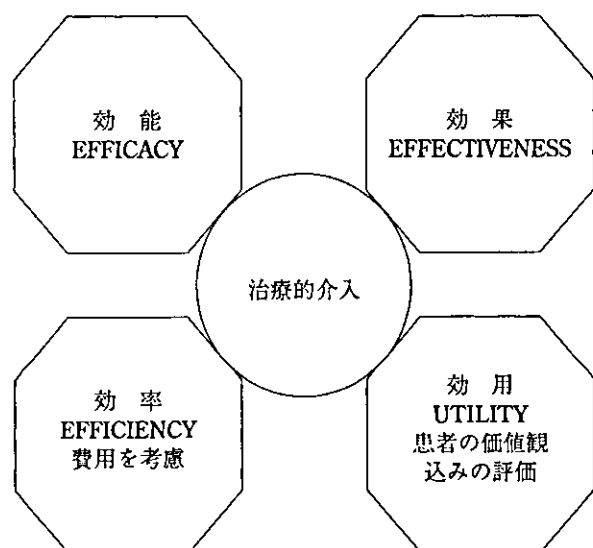 効 能
EFFICACY
効 果
EFFECTIVENESS
治療的介入
効 率
EFFICIENCY
費用を考慮
効 用
UTILITY
患者の価値観
込みの評価